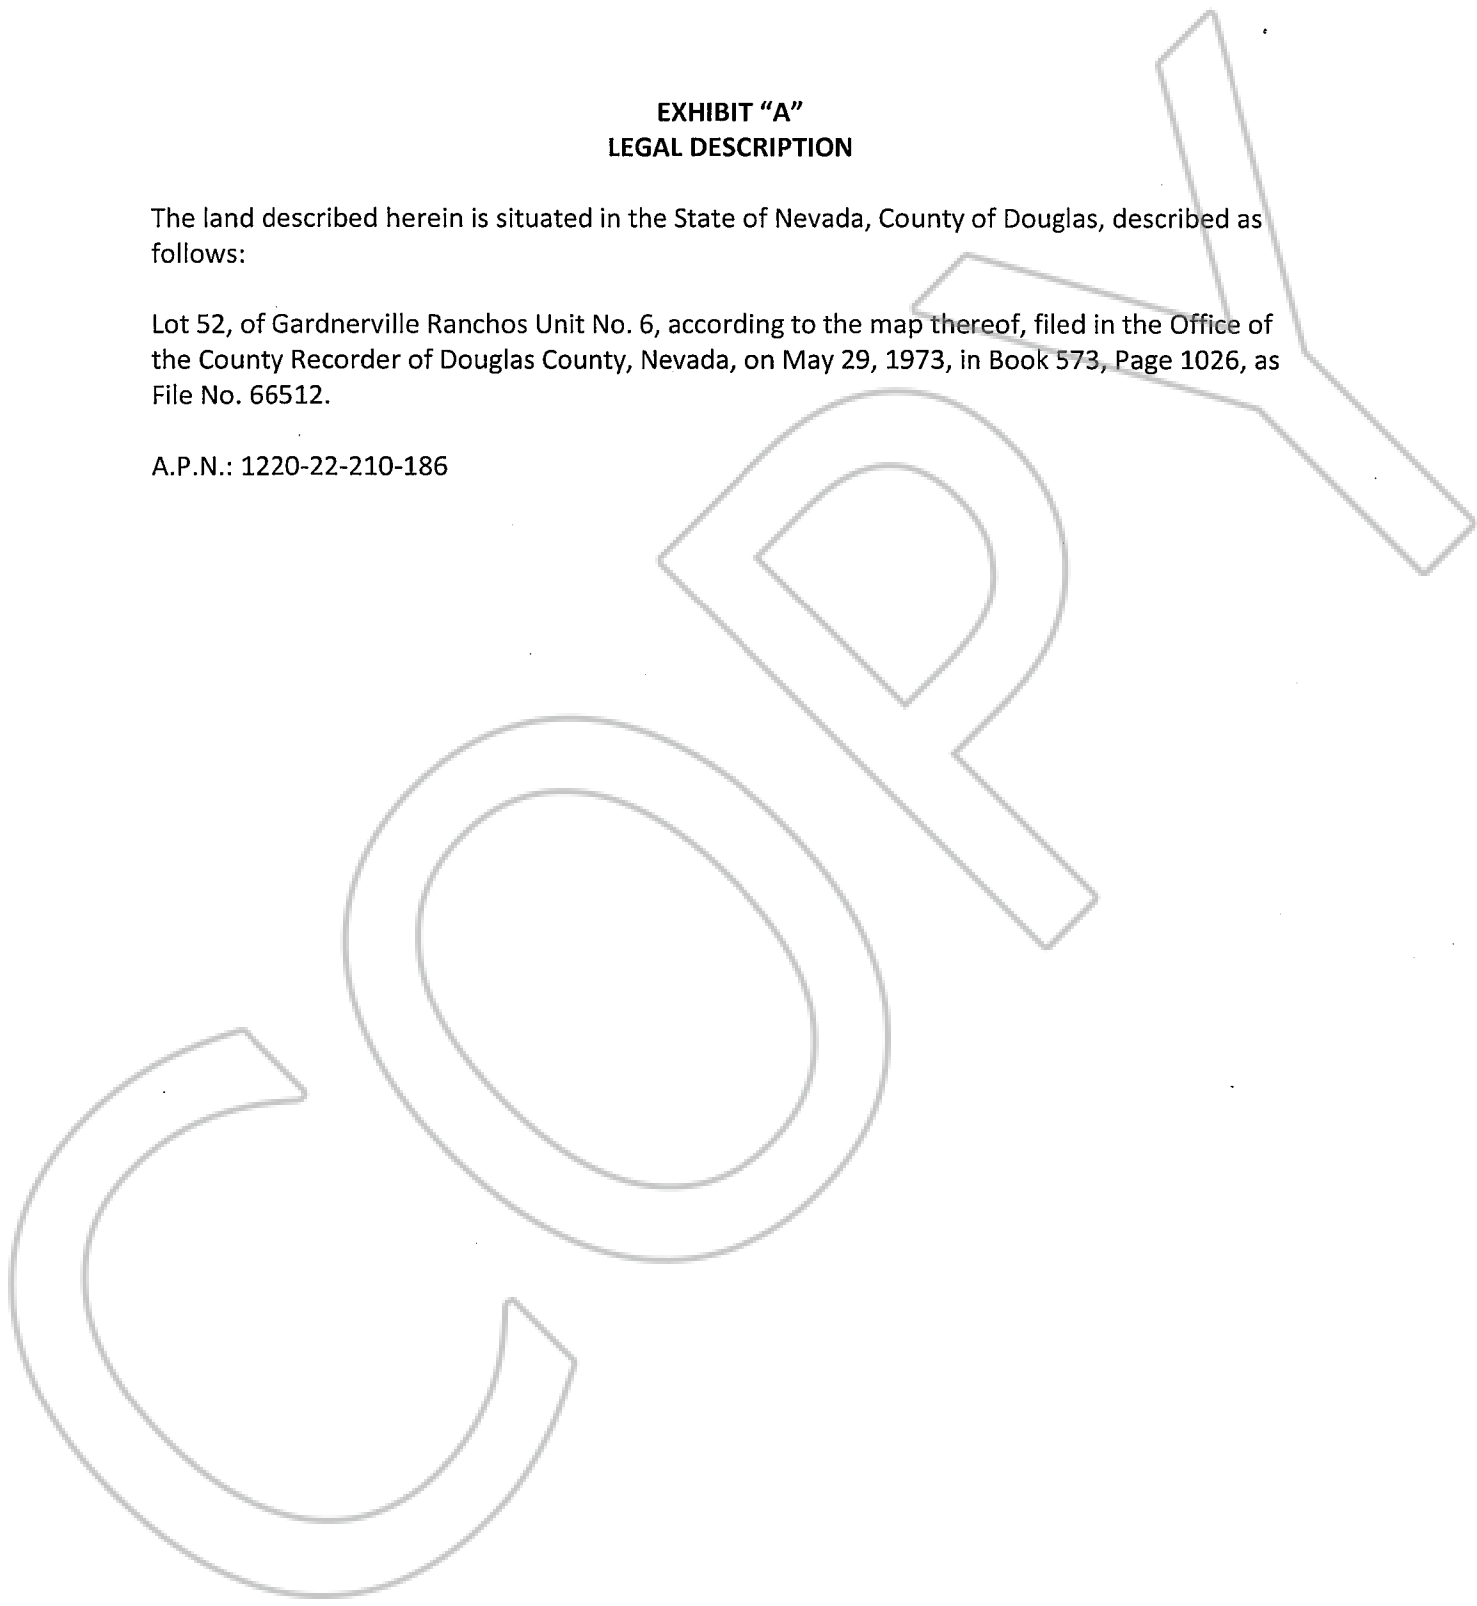 EXHIBIT “A”
LEGAL DESCRIPTION
The land described herein is situated in the State of Nevada, County of Douglas, described as
follows:
Lot 52, of Gardnerville Ranchos Unit No. 6, according to the map thereof, filed in the Office of
the County Recorder of Douglas County, Nevada, on May 29, 1973, in Book 573, Page 1026, as
File No. 66512.
A.P.N.: 1220-22-210-186
COPY